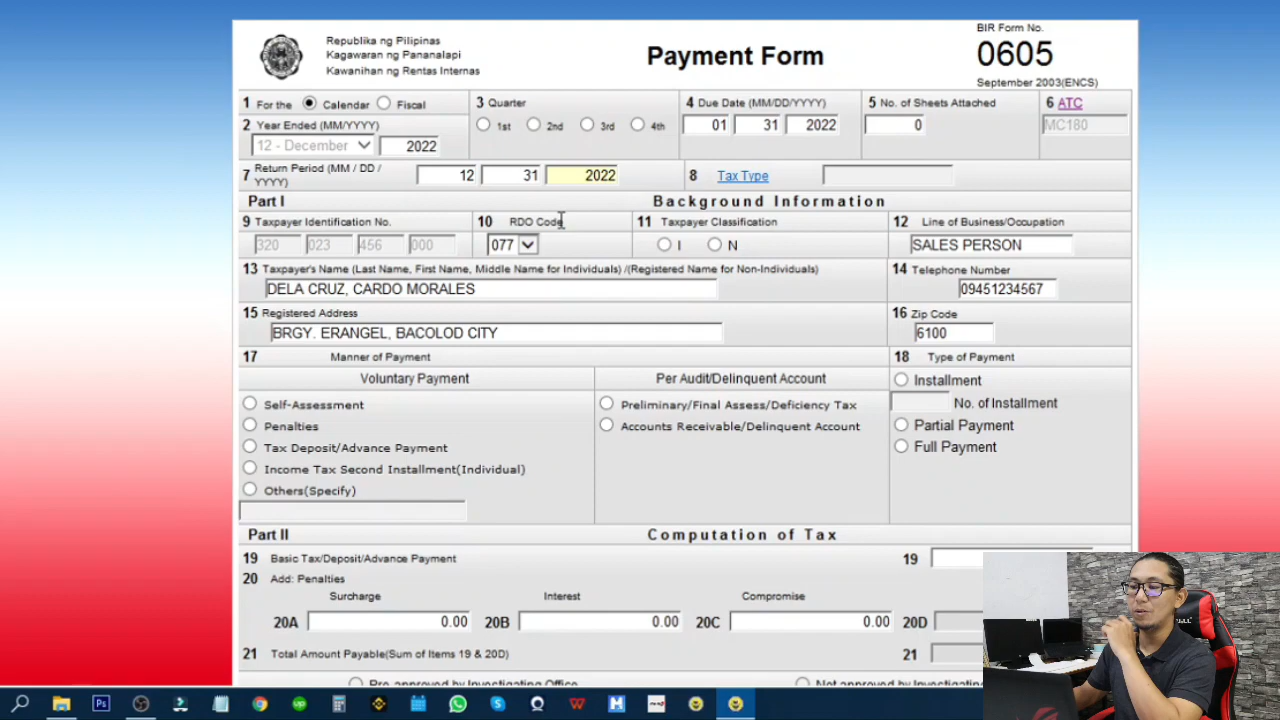 Republika ng Pilipinas
Kagawaran ng Pananalapi
Kawanihan ng Rentas Internas
Payment Form
BIR Form No.
0605
September 2003(ENCS)
1 For the Calendar Fiscal
2 Year Ended (MM/YYYY)
12 - December 2022
3 Quarter
1st 2nd 3rd 4th
4 Due Date (MM/DD/YYYY)
01 31 2022
5 No. of Sheets Attached
0
6 ATC
MC180
7 Return Period (MM / DD / YYYY) 12 31 2022
8 Tax Type
Part I Background Information
9 Taxpayer Identification No.
320 023 456 000
10 RDO Code
077
11 Taxpayer Classification
I N
12 Line of Business/Occupation
SALES PERSON
13 Taxpayer's Name (Last Name, First Name, Middle Name for Individuals) /(Registered Name for Non-Individuals)
DELA CRUZ, CARDO MORALES
14 Telephone Number
09451234567
15 Registered Address
BRGY. ERANGEL, BACOLOD CITY
16 Zip Code
6100
17 Manner of Payment
18 Type of Payment
Voluntary Payment
Per Audit/Delinquent Account
Self-Assessment
Penalties
Tax Deposit/Advance Payment
Income Tax Second Installment(Individual)
Others(Specify)
Preliminary/Final Assess/Deficiency Tax
Accounts Receivable/Delinquent Account
Installment
No. of Installment
Partial Payment
Full Payment
Part II Computation of Tax
19 Basic Tax/Deposit/Advance Payment 19
20 Add: Penalties
Surcharge Interest Compromise
20A 0.00 20B 0.00 20C 0.00 20D
21 Total Amount Payable(Sum of Items 19 & 20D) 21
Pre-approved by Investigating Office Not approved by Investigating
Ps